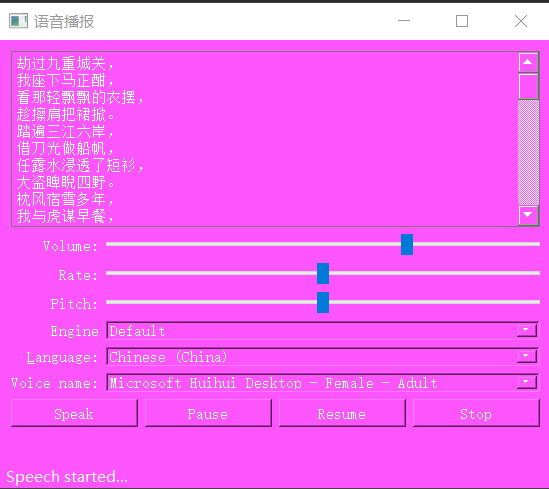 语音播报
劫过九重城关，
我座下马正酣，
看那轻飘飘的衣摆，
趁擦肩把裙掀。
踏遍三江六岸，
借刀光做船帆，
任露水浸透了短衫，
大盗睥睨四野。
枕风宿雪多年，
我与虎谋早餐，
Volume:
Rate:
Pitch:
Engine Default
Language: Chinese (China)
Voice name: Microsoft Huihui Desktop - Female - Adult
Speak Pause Resume Stop
Speech started...